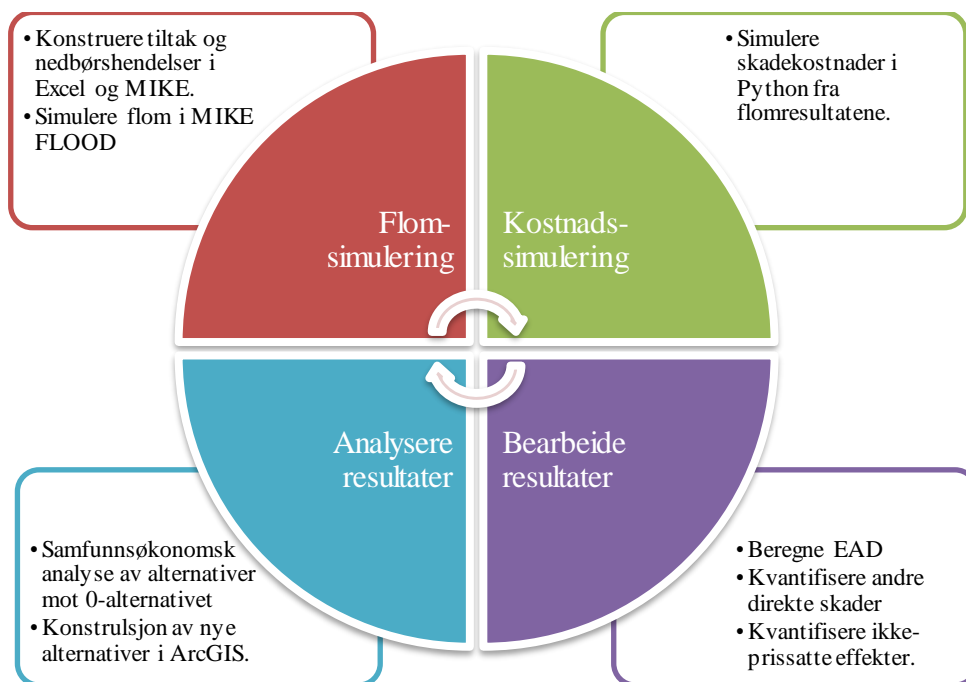 • Konstruere tiltak og
nedbørshendelser i
Excel og MIKE.
• Simulere flom i MIKE
FLOOD
• Simulere
skadekostnader i
Python fra
flomresultatene.
Flom-
simulering
Kostnads-
simulering
Analysere
resultater
Bearbeide
resultater
• Samfunnsøkonomsk
analyse av alternativer
mot 0-alternativet
• Konstrulsjon av nye
alternativer i ArcGIS.
• Beregne EAD
• Kvantifisere andre
direkte skader
• Kvantifisere ikke-
prissatte effekter.